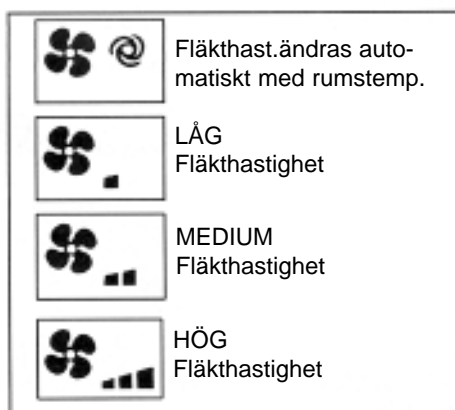 Fläkthast.ändras auto-
matiskt med rumstemp.
LÅG
Fläkthastighet
MEDIUM
Fläkthastighet
HÖG
Fläkthastighet